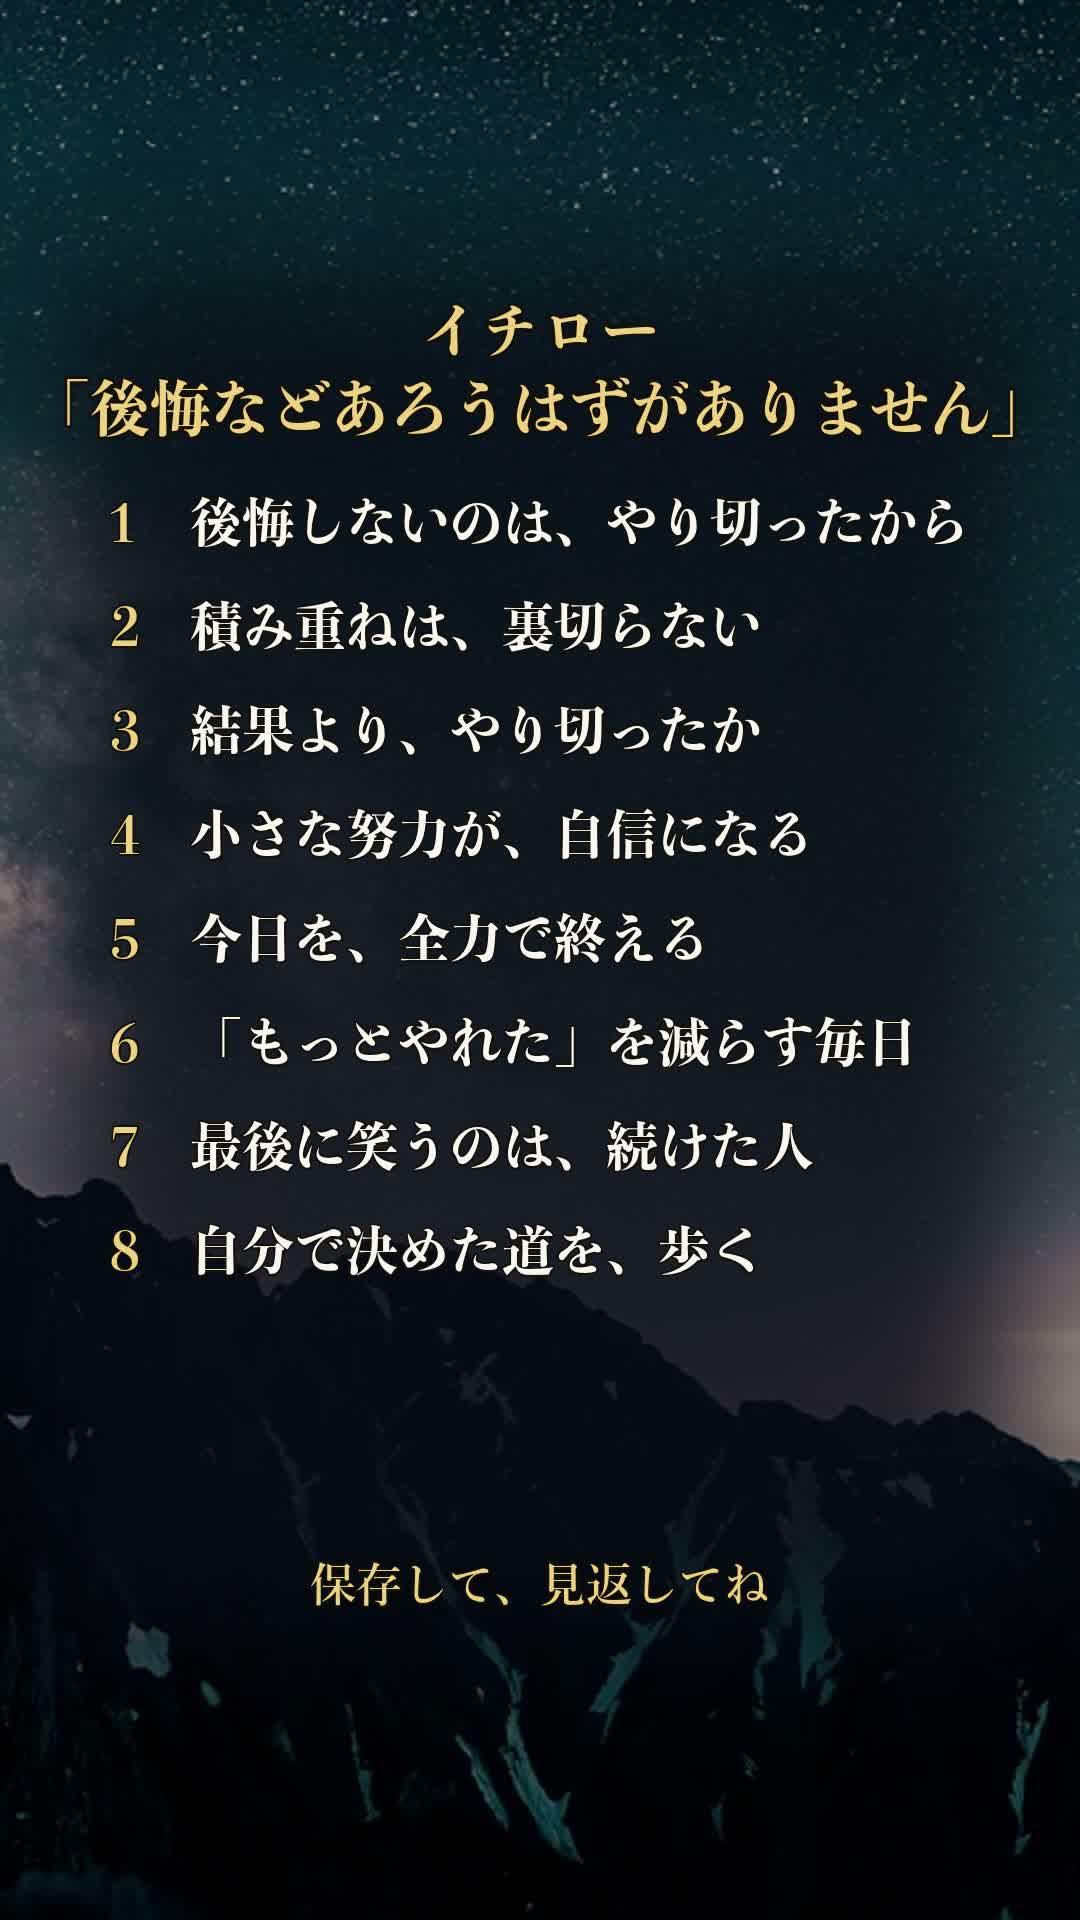 イチロー
「後悔などあろうはずがありません」
1 後悔しないのは、やり切ったから
2 積み重ねは、裏切らない
3 結果より、やり切ったか
4 小さな努力が、自信になる
5 今日を、全力で終える
6 「もっとやれた」を減らす毎日
7 最後に笑うのは、続けた人
8 自分で決めた道を、歩く
保存して、見返してね